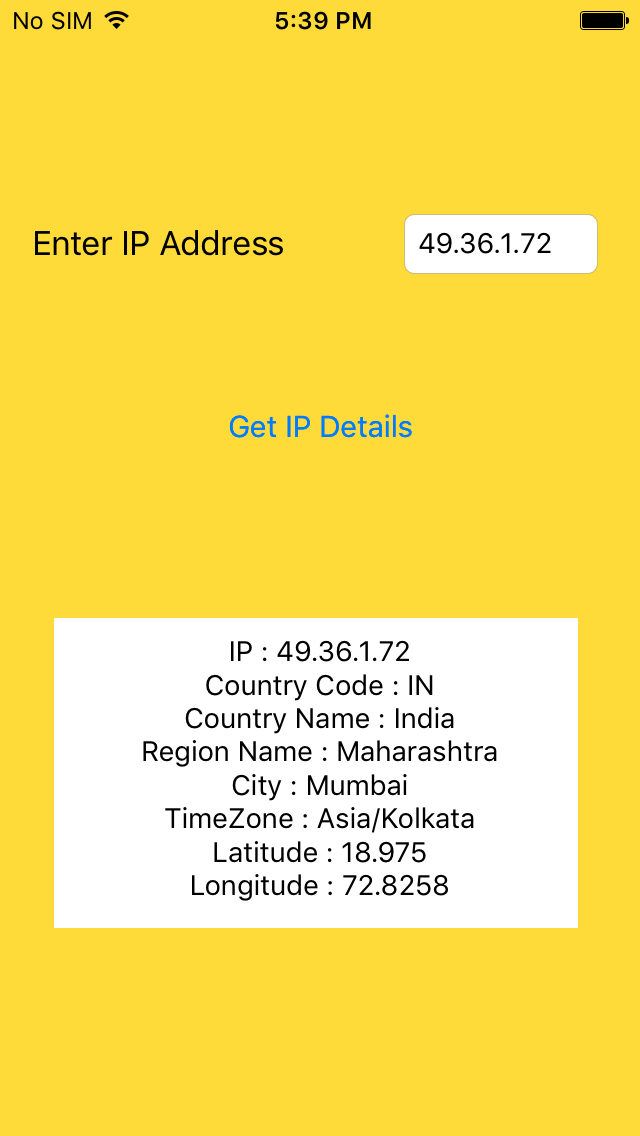 No SIM 5:39 PM
Enter IP Address 49.36.1.72
Get IP Details
IP : 49.36.1.72
Country Code : IN
Country Name : India
Region Name : Maharashtra
City : Mumbai
TimeZone : Asia/Kolkata
Latitude : 18.975
Longitude : 72.8258